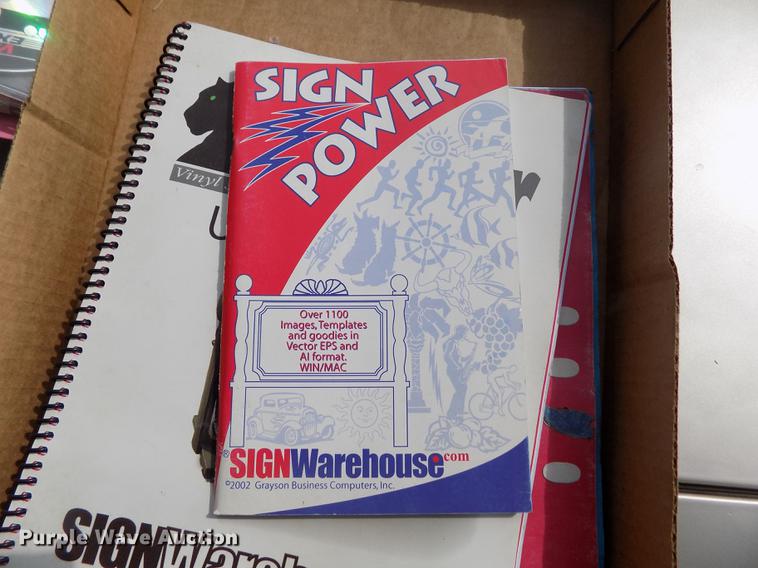 SIGN
POWER
Vinyl
U
Over 1100
Images, Templates
and goodies in
Vector EPS and
AI format.
WIN/MAC
®SIGNWarehouse.com
©2002 Grayson Business Computers, Inc.
SIGNWareh
Purple Wave Auction